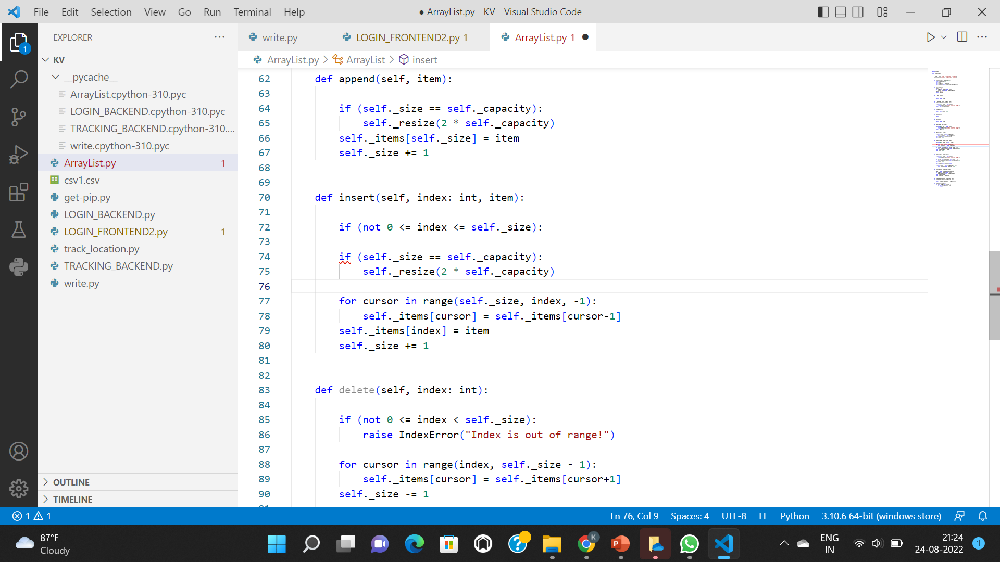 File Edit Selection View Go Run Terminal Help
● ArrayList.py - KV - Visual Studio Code
EXPLORER
1
KV
__pycache__
ArrayList.cpython-310.pyc
LOGIN_BACKEND.cpython-310.pyc
TRACKING_BACKEND.cpython-310....
write.cpython-310.pyc
ArrayList.py 1
csv1.csv
get-pip.py
LOGIN_BACKEND.py
LOGIN_FRONTEND2.py 1
track_location.py
TRACKING_BACKEND.py
write.py
OUTLINE
TIMELINE
write.py LOGIN_FRONTEND2.py 1 ArrayList.py 1
ArrayList.py > ArrayList > insert
62 def append(self, item):
63
64 if (self._size == self._capacity):
65 self._resize(2 * self._capacity)
66 self._items[self._size] = item
67 self._size += 1
68
69
70 def insert(self, index: int, item):
71
72 if (not 0 <= index <= self._size):
73
74 if (self._size == self._capacity):
75 self._resize(2 * self._capacity)
76
77 for cursor in range(self._size, index, -1):
78 self._items[cursor] = self._items[cursor-1]
79 self._items[index] = item
80 self._size += 1
81
82
83 def delete(self, index: int):
84
85 if (not 0 <= index < self._size):
86 raise IndexError("Index is out of range!")
87
88 for cursor in range(index, self._size - 1):
89 self._items[cursor] = self._items[cursor+1]
90 self._size -= 1
1 1
Ln 76, Col 9 Spaces: 4 UTF-8 LF Python 3.10.6 64-bit (windows store)
87°F
Cloudy
K
P
ENG
IN
21:24
24-08-2022
1